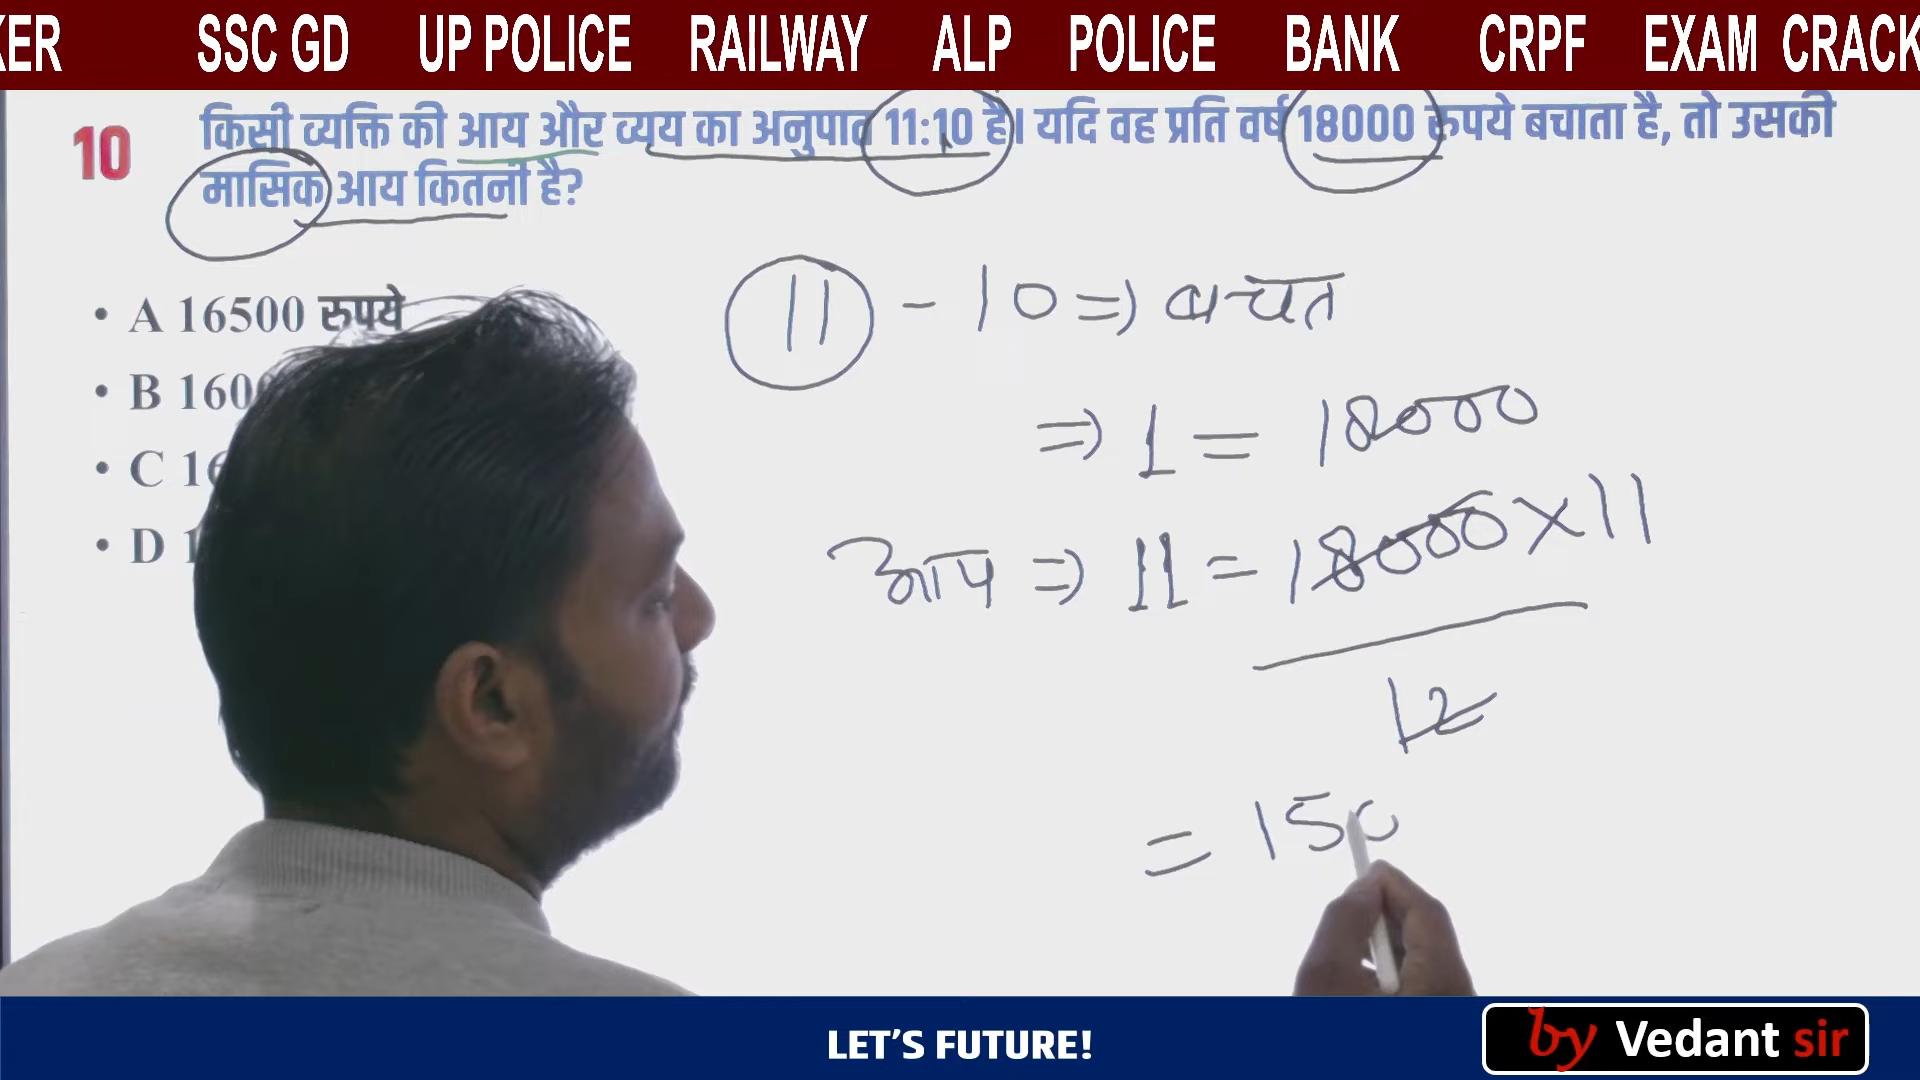 KER SSC GD UP POLICE RAILWAY ALP POLICE BANK CRPF EXAM CRACK
10 किसी व्यक्ति की आय और व्यय का अनुपात 11:10 है। यदि वह प्रति वर्ष 18000 रुपये बचाता है, तो उसकी
मासिक आय कितनी है?
• A 16500 रुपये
• B 160
• C 16
• D 1
11 - 10 => बचत
=> 1 = 18000
आय => 11 = 18000 × 11
12
= 150
LET'S FUTURE!
by Vedant sir